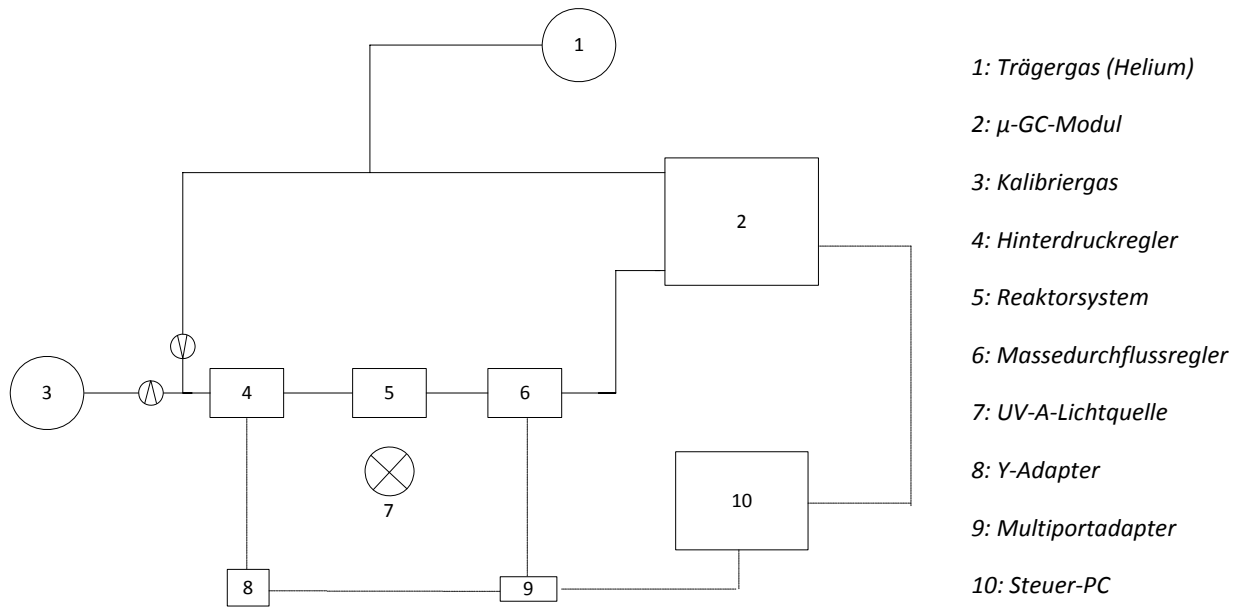 1
1: Trägergas (Helium)
2: µ-GC-Modul
3: Kalibriergas
2
4: Hinterdruckregler
5: Reaktorsystem
6: Massedurchflussregler
3
4
5
6
7: UV-A-Lichtquelle
8: Y-Adapter
7
10
9: Multiportadapter
8
9
10: Steuer-PC